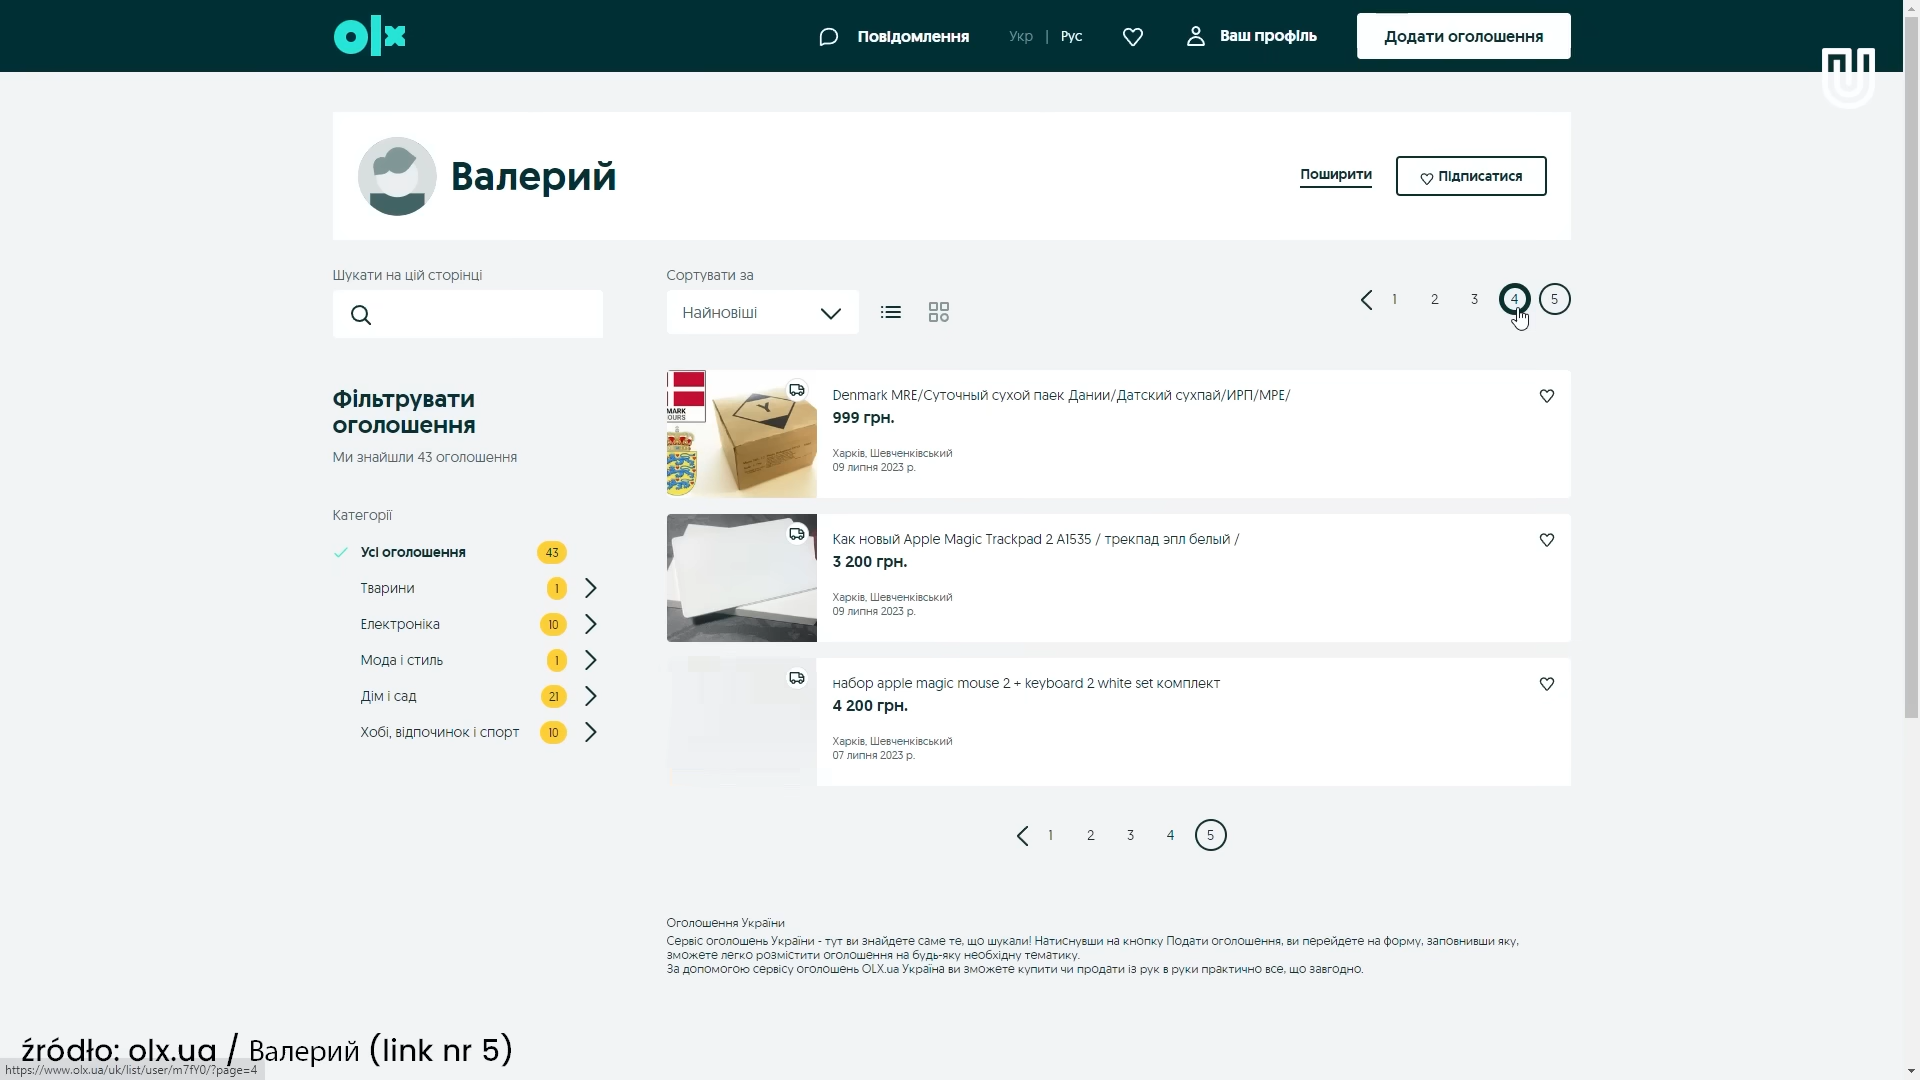 olx
Повідомлення
Укр | Рус
Ваш профіль
Додати оголошення
Валерий
Поширити
Підписатися
Шукати на цій сторінці
Сортувати за
Найновіші
1 2 3 4 5
Фільтрувати
оголошення
Ми знайшли 43 оголошення
Категорії
Усі оголошення 43
Тварини 1
Електроніка 10
Мода і стиль 1
Дім і сад 21
Хобі, відпочинок і спорт 10
Denmark MRE/Суточный сухой паек Дании/Датский сухпай/ИРП/МРЕ/
999 грн.
Харків, Шевченківський
09 липня 2023 р.
Как новый Apple Magic Trackpad 2 A1535 / трекпад эпл белый /
3 200 грн.
Харків, Шевченківський
09 липня 2023 р.
набор apple magic mouse 2 + keyboard 2 white set комплект
4 200 грн.
Харків, Шевченківський
07 липня 2023 р.
1 2 3 4 5
Оголошення України
Сервіс оголошень України - тут ви знайдете саме те, що шукали! Натиснувши на кнопку Подати оголошення, ви перейдете на форму, заповнивши яку,
зможете легко розмістити оголошення на будь-яку необхідну тематику.
За допомогою сервісу оголошень OLX.ua Україна ви зможете купити чи продати із рук в руки практично все, що завгодно.
źródło: olx.ua / Валерий (link nr 5)
https://www.olx.ua/uk/list/user/m7fY0/?page=4